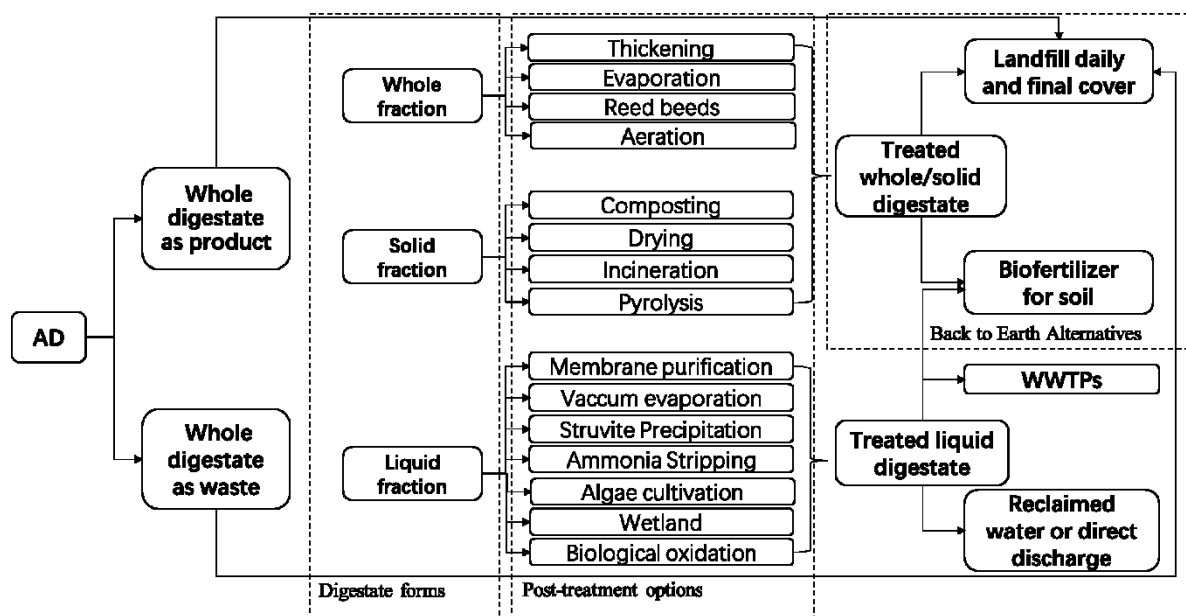 AD
Whole
digestate
as product
Whole
digestate
as waste
Whole
fraction
Solid
fraction
Liquid
fraction
Digestate forms
Thickening
Evaporation
Reed beeds
Aeration
Composting
Drying
Incineration
Pyrolysis
Membrane purification
Vaccum evaporation
Struvite Precipitation
Ammonia Stripping
Algae cultivation
Wetland
Biological oxidation
Post-treatment options
Treated
whole/solid
digestate
Treated liquid
digestate
Landfill daily
and final cover
Biofertilizer
for soil
Back to Earth Alternatives
WWTPs
Reclaimed
water or direct
discharge